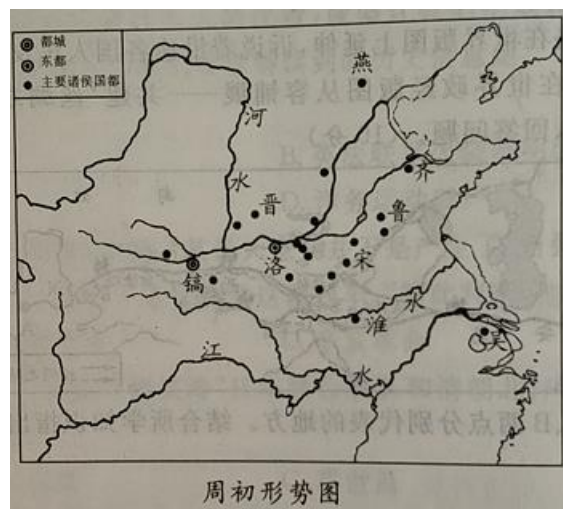 都城
东都
主要诸侯国都
燕
河
水
齐
晋
鲁
洛
宋
镐
水
淮
吴
江
水
周初形势图